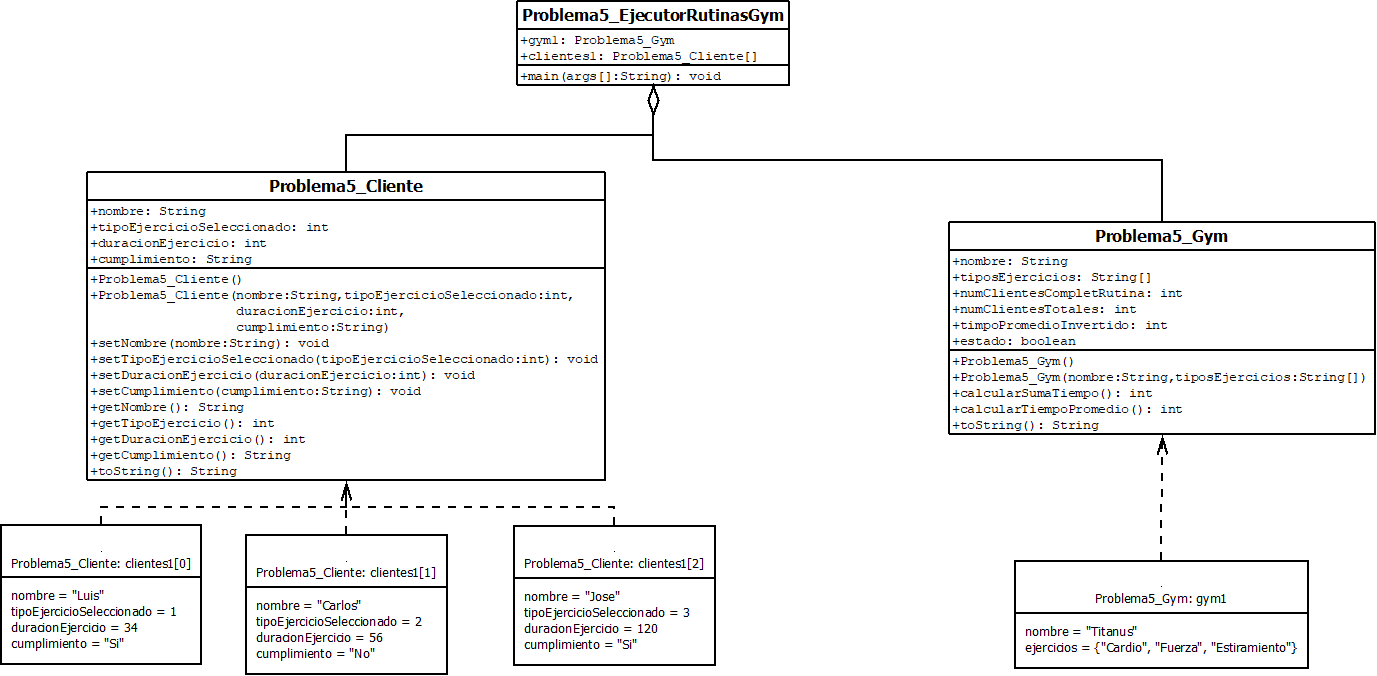 Problema5_EjecutorRutinasGym
+gym1: Problema5_Gym
+clientes1: Problema5_Cliente[]
+main(args[]:String): void
Problema5_Cliente
+nombre: String
+tipoEjercicioSeleccionado: int
+duracionEjercicio: int
+cumplimiento: String
+Problema5_Cliente()
+Problema5_Cliente(nombre:String,tipoEjercicioSeleccionado:int,
duracionEjercicio:int,
cumplimiento:String)
+setNombre(nombre:String): void
+setTipoEjercicioSeleccionado(tipoEjercicioSeleccionado:int): void
+setDuracionEjercicio(duracionEjercicio:int): void
+setCumplimiento(cumplimiento:String): void
+getNombre(): String
+getTipoEjercicio(): int
+getDuracionEjercicio(): int
+getCumplimiento(): String
+toString(): String
Problema5_Gym
+nombre: String
+tiposEjercicios: String[]
+numClientesCompletRutina: int
+numClientesTotales: int
+timpoPromedioInvertido: int
+estado: boolean
+Problema5_Gym()
+Problema5_Gym(nombre:String,tiposEjercicios:String[])
+calcularSumaTiempo(): int
+calcularTiempoPromedio(): int
+toString(): String
Problema5_Cliente: clientes1[0]
nombre = "Luis"
tipoEjercicioSeleccionado = 1
duracionEjercicio = 34
cumplimiento = "Si"
Problema5_Cliente: clientes1[1]
nombre = "Carlos"
tipoEjercicioSeleccionado = 2
duracionEjercicio = 56
cumplimiento = "No"
Problema5_Cliente: clientes1[2]
nombre = "Jose"
tipoEjercicioSeleccionado = 3
duracionEjercicio = 120
cumplimiento = "Si"
Problema5_Gym: gym1
nombre = "Titanus"
ejercicios = {"Cardio", "Fuerza", "Estiramiento"}